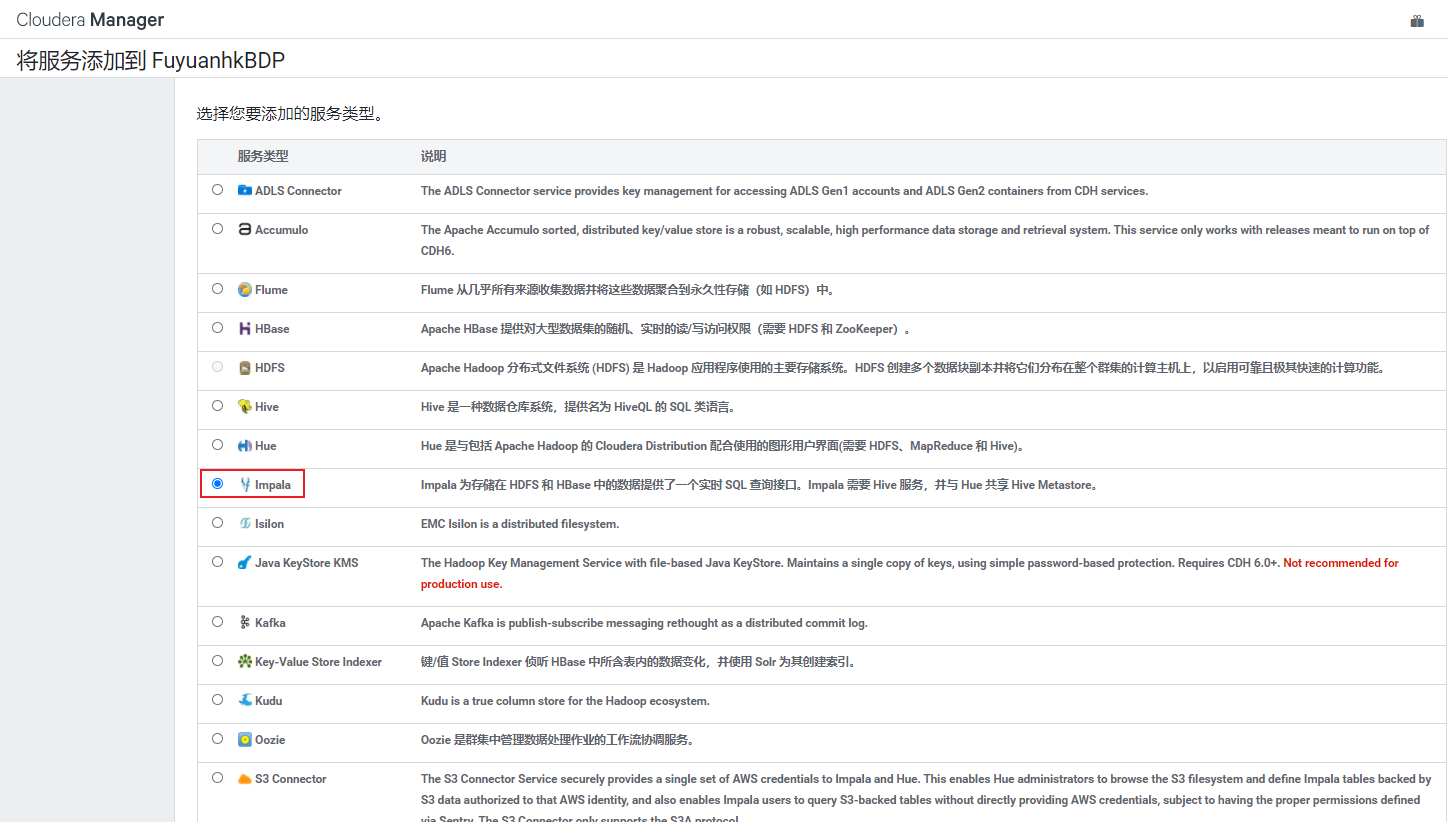 Cloudera Manager
将服务添加到 FuyuanhkBDP
选择您要添加的服务类型。
服务类型 说明
ADLS Connector The ADLS Connector service provides key management for accessing ADLS Gen1 accounts and ADLS Gen2 containers from CDH services.
Accumulo The Apache Accumulo sorted, distributed key/value store is a robust, scalable, high performance data storage and retrieval system. This service only works with releases meant to run on top of
CDH6.
Flume Flume 从几乎所有来源收集数据并将这些数据聚合到永久性存储（如 HDFS）中。
HBase Apache HBase 提供对大型数据集的随机、实时的读/写访问权限（需要 HDFS 和 ZooKeeper）。
HDFS Apache Hadoop 分布式文件系统 (HDFS) 是 Hadoop 应用程序使用的主要存储系统。HDFS 创建多个数据块副本并将它们分布在整个群集的计算主机上，以启用可靠且极其快速的计算功能。
Hive Hive 是一种数据仓库系统，提供名为 HiveQL 的 SQL 类语言。
Hue Hue 是与包括 Apache Hadoop 的 Cloudera Distribution 配合使用的图形用户界面(需要 HDFS、MapReduce 和 Hive)。
Impala Impala 为存储在 HDFS 和 HBase 中的数据提供了一个实时 SQL 查询接口。Impala 需要 Hive 服务，并与 Hue 共享 Hive Metastore。
Isilon EMC Isilon is a distributed filesystem.
Java KeyStore KMS The Hadoop Key Management Service with file-based Java KeyStore. Maintains a single copy of keys, using simple password-based protection. Requires CDH 6.0+. Not recommended for
production use.
Kafka Apache Kafka is publish-subscribe messaging rethought as a distributed commit log.
Key-Value Store Indexer 键/值 Store Indexer 侦听 HBase 中所含表内的数据变化，并使用 Solr 为其创建索引。
Kudu Kudu is a true column store for the Hadoop ecosystem.
Oozie Oozie 是群集中管理数据处理作业的工作流协调服务。
S3 Connector The S3 Connector Service securely provides a single set of AWS credentials to Impala and Hue. This enables Hue administrators to browse the S3 filesystem and define Impala tables backed by
S3 data authorized to that AWS identity, and also enables Impala users to query S3-backed tables without directly providing AWS credentials, subject to having the proper permissions defined
via Sentry. The S3 Connector only supports the S3A protocol.